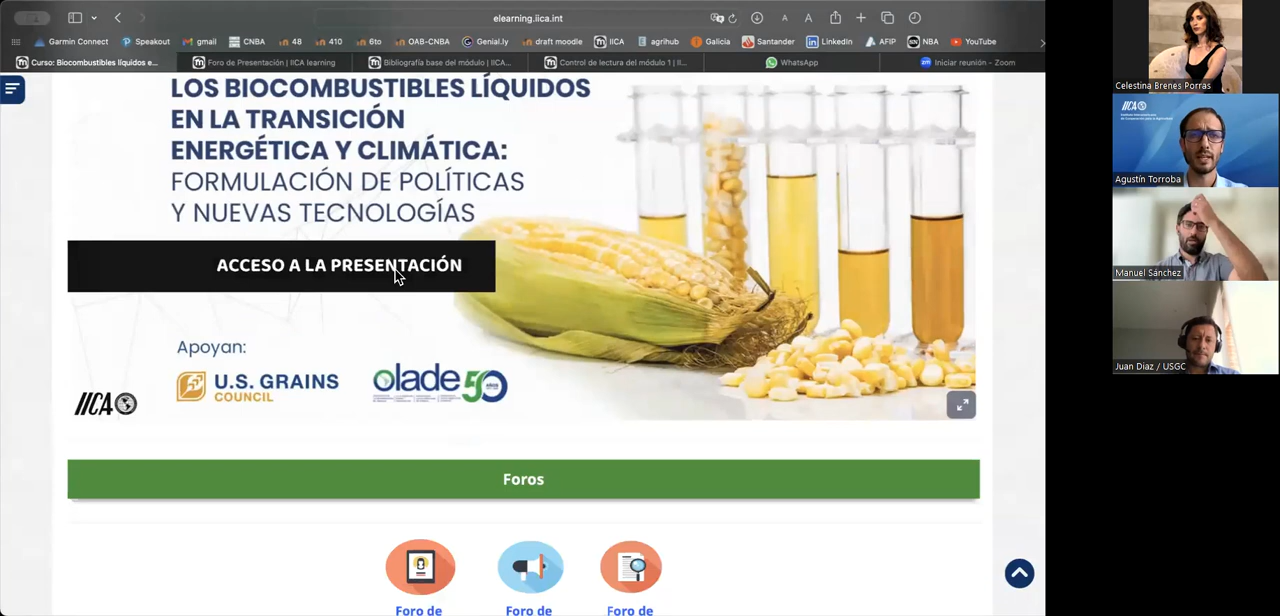 elearning.iica.int
Garmin Connect
Speakout
gmail
CNBA
48
410
6to
OAB-CNBA
Genial.ly
draft moodle
IICA
agrihub
Galicia
Santander
LinkedIn
AFIP
NBA
YouTube
Curso: Biocombustibles líquidos e...
Foro de Presentación | IICA learning
Bibliografía base del módulo | IICA...
Control de lectura del módulo 1 | I...
WhatsApp
Iniciar reunión - Zoom
LOS BIOCOMBUSTIBLES LÍQUIDOS
EN LA TRANSICIÓN
ENERGÉTICA Y CLIMÁTICA:
FORMULACIÓN DE POLÍTICAS
Y NUEVAS TECNOLOGÍAS
ACCESO A LA PRESENTACIÓN
Apoyan:
U.S. GRAINS
COUNCIL
olade 50
IICA
Foros
Foro de
Foro de
Foro de
Celestina Brenes Porras
IICA
Agustín Torroba
Manuel Sánchez
Juan Diaz / USGC